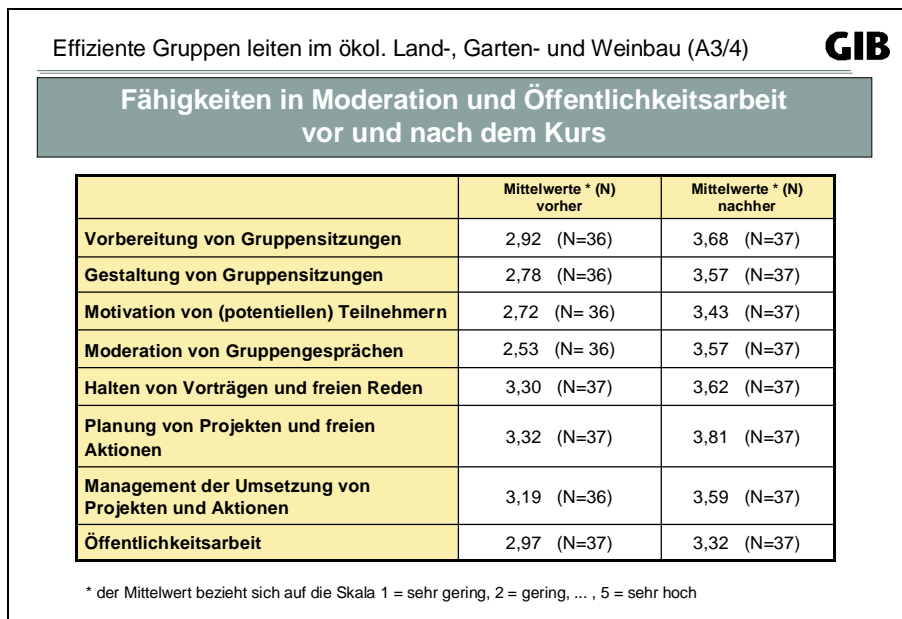 Effiziente Gruppen leiten im ökol. Land-, Garten- und Weinbau (A3/4)
GIB
Fähigkeiten in Moderation und Öffentlichkeitsarbeit
vor und nach dem Kurs
Mittelwerte * (N)
vorher
Mittelwerte * (N)
nachher
Vorbereitung von Gruppensitzungen 2,92 (N=36) 3,68 (N=37)
Gestaltung von Gruppensitzungen 2,78 (N=36) 3,57 (N=37)
Motivation von (potentiellen) Teilnehmern 2,72 (N= 36) 3,43 (N=37)
Moderation von Gruppengesprächen 2,53 (N= 36) 3,57 (N=37)
Halten von Vorträgen und freien Reden 3,30 (N=37) 3,62 (N=37)
Planung von Projekten und freien
Aktionen 3,32 (N=37) 3,81 (N=37)
Management der Umsetzung von
Projekten und Aktionen 3,19 (N=36) 3,59 (N=37)
Öffentlichkeitsarbeit 2,97 (N=37) 3,32 (N=37)
* der Mittelwert bezieht sich auf die Skala 1 = sehr gering, 2 = gering, ... , 5 = sehr hoch